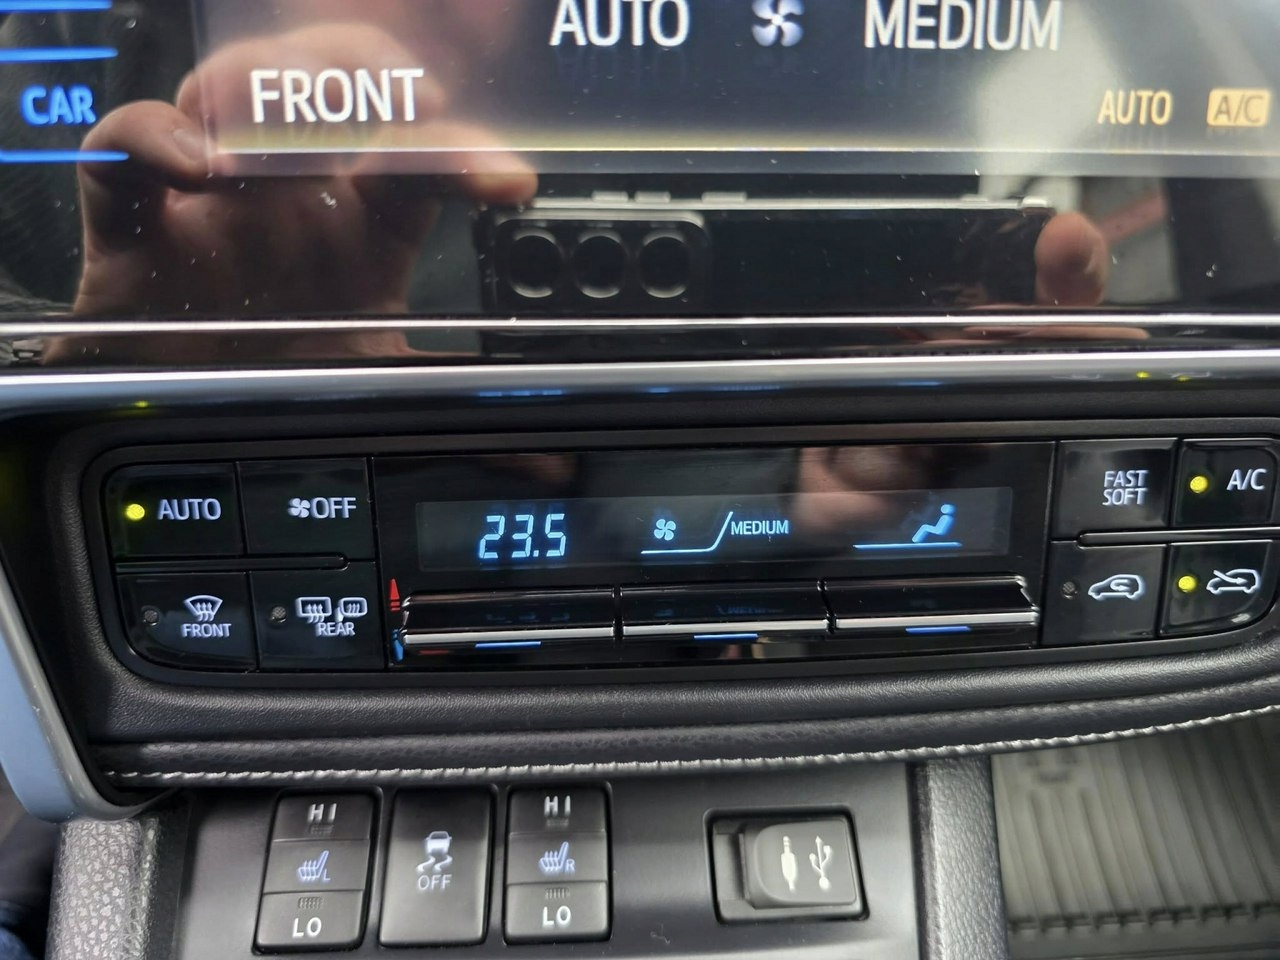 AUTO MEDIUM
FRONT
CAR
AUTO A/C
AUTO
OFF
23.5
MEDIUM
FAST
SOFT
A/C
FRONT
REAR
HI
L
LO
OFF
HI
R
LO